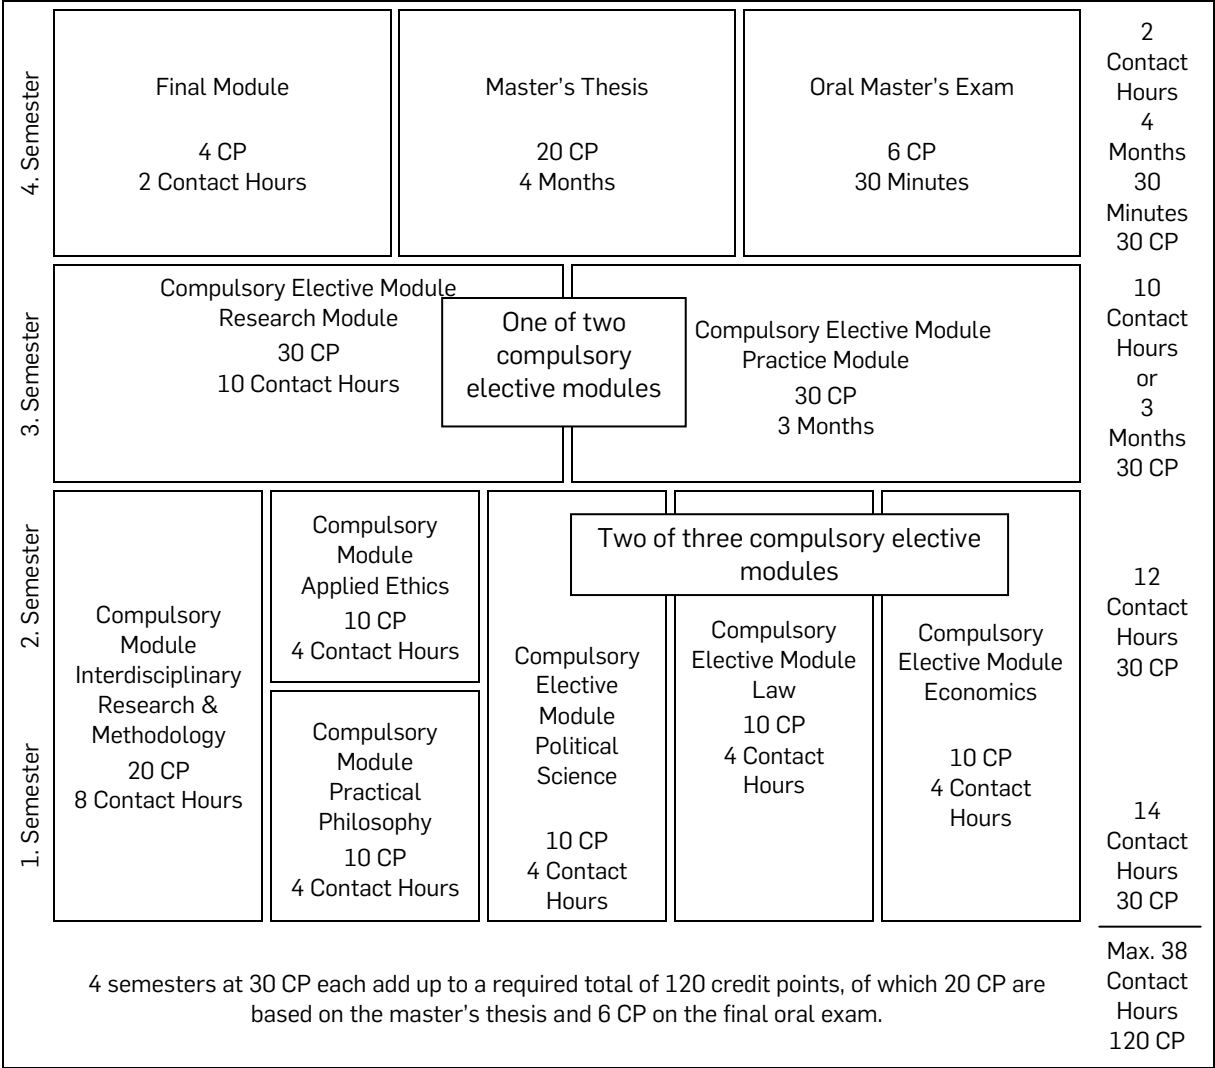 4. Semester
Final Module
4 CP
2 Contact Hours
Master's Thesis
20 CP
4 Months
Oral Master's Exam
6 CP
30 Minutes
2
Contact
Hours
4
Months
30
Minutes
30 CP
3. Semester
Compulsory Elective Module
Research Module
30 CP
10 Contact Hours
One of two
compulsory
elective modules
Compulsory Elective Module
Practice Module
30 CP
3 Months
10
Contact
Hours
or
3
Months
30 CP
2. Semester
1. Semester
Compulsory
Module
Interdisciplinary
Research &
Methodology
20 CP
8 Contact Hours
Compulsory
Module
Applied Ethics
10 CP
4 Contact Hours
Compulsory
Module
Practical
Philosophy
10 CP
4 Contact Hours
Two of three compulsory elective
modules
Compulsory
Elective
Module
Political
Science
10 CP
4 Contact
Hours
Compulsory
Elective Module
Law
10 CP
4 Contact
Hours
Compulsory
Elective Module
Economics
10 CP
4 Contact
Hours
12
Contact
Hours
30 CP
14
Contact
Hours
30 CP
4 semesters at 30 CP each add up to a required total of 120 credit points, of which 20 CP are
based on the master's thesis and 6 CP on the final oral exam.
Max. 38
Contact
Hours
120 CP